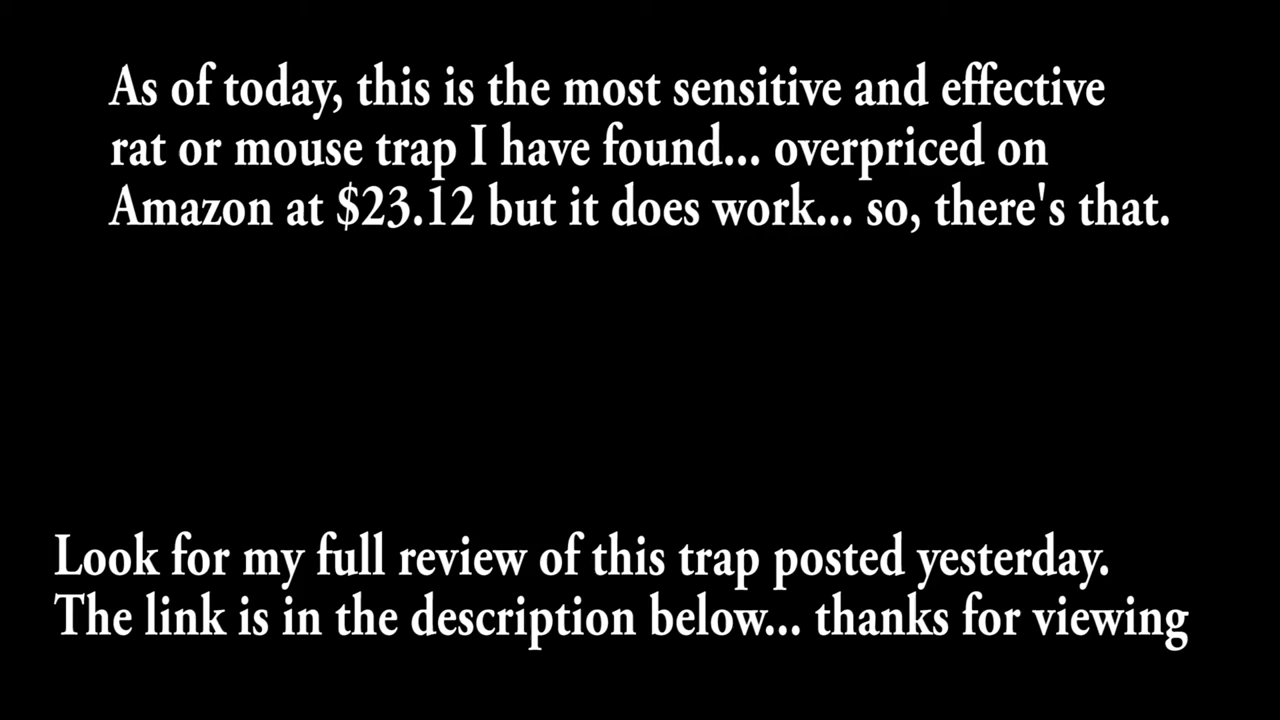 As of today, this is the most sensitive and effective
rat or mouse trap I have found... overpriced on
Amazon at $23.12 but it does work... so, there's that.
Look for my full review of this trap posted yesterday.
The link is in the description below... thanks for viewing